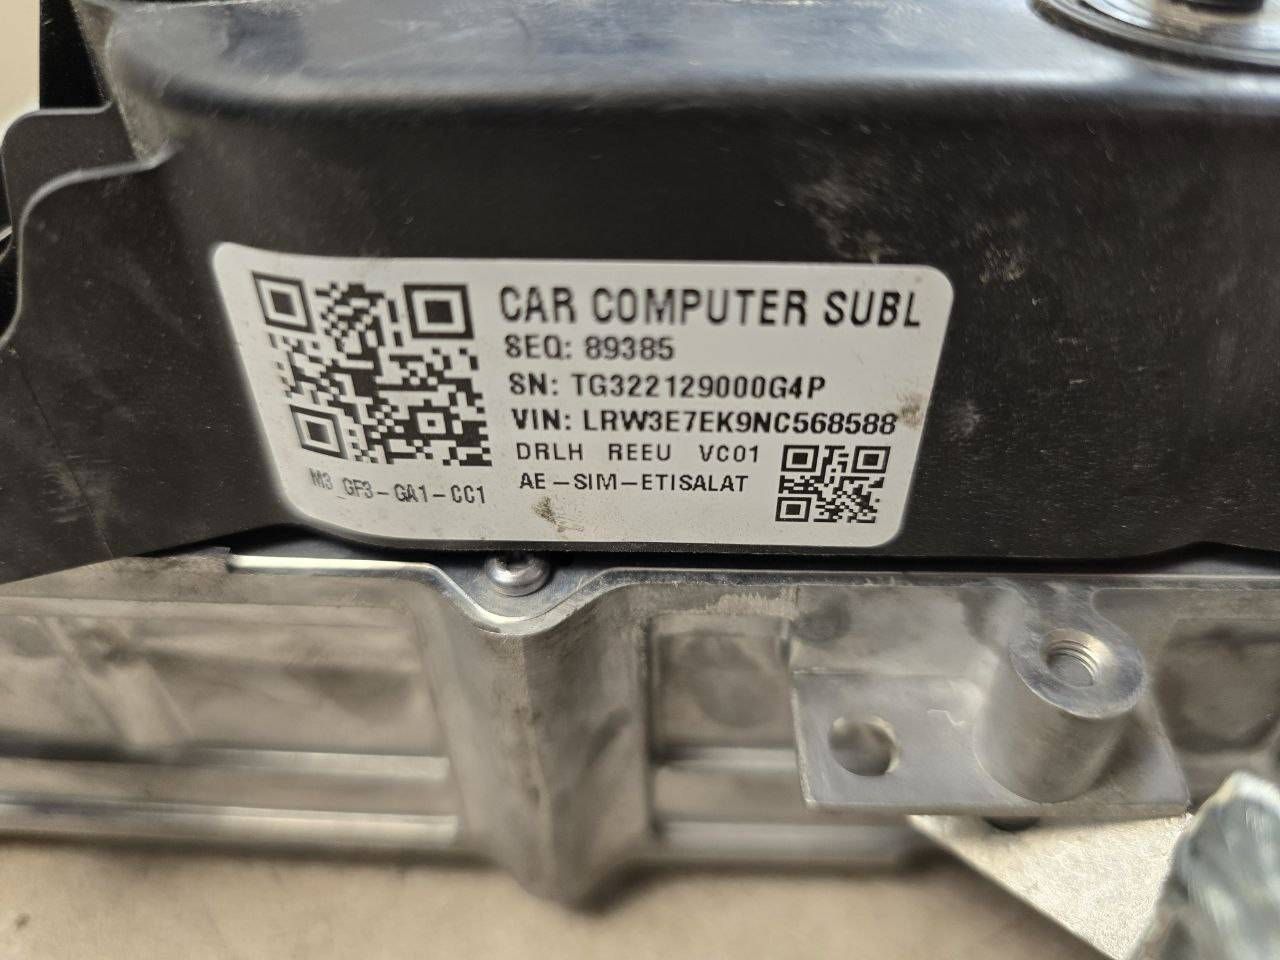 CAR COMPUTER SUBL
SEQ: 89385
SN: TG322129000G4P
VIN: LRW3E7EK9NC568588
DRLH REEU VC01
AE-SIM-ETISALAT
M3_GF3-GA1-CC1